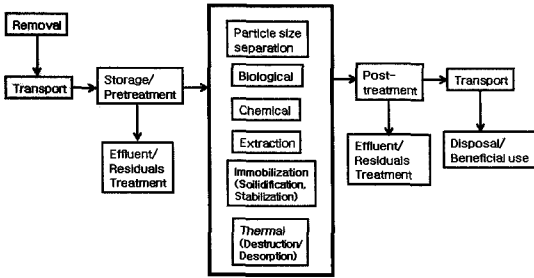 Removal
Transport
Storage/
Pretreatment
Effluent/
Residuals
Treatment
Particle size
separation
Biological
Chemical
Extraction
Immobilization
(Soilidification,
Stabilization)
Thermal
(Destruction/
Desorption)
Post-
treatment
Effluent/
Residuals
Treatment
Transport
Disposal/
Beneficial use